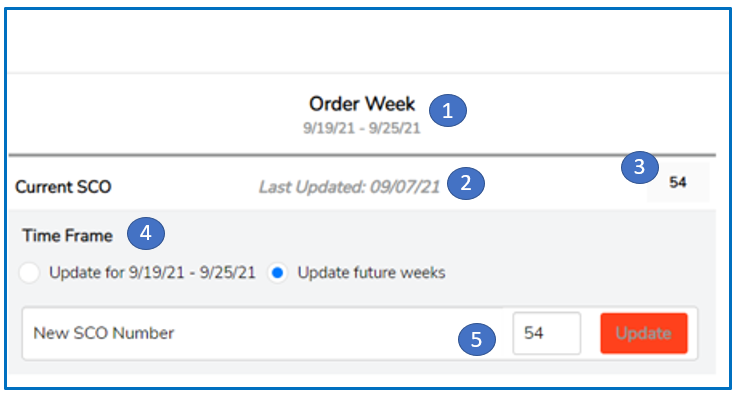 Order Week 1
9/19/21 - 9/25/21
Current SCO Last Updated: 09/07/21 2 3 54
Time Frame 4
Update for 9/19/21 - 9/25/21 Update future weeks
New SCO Number 5 54 Update